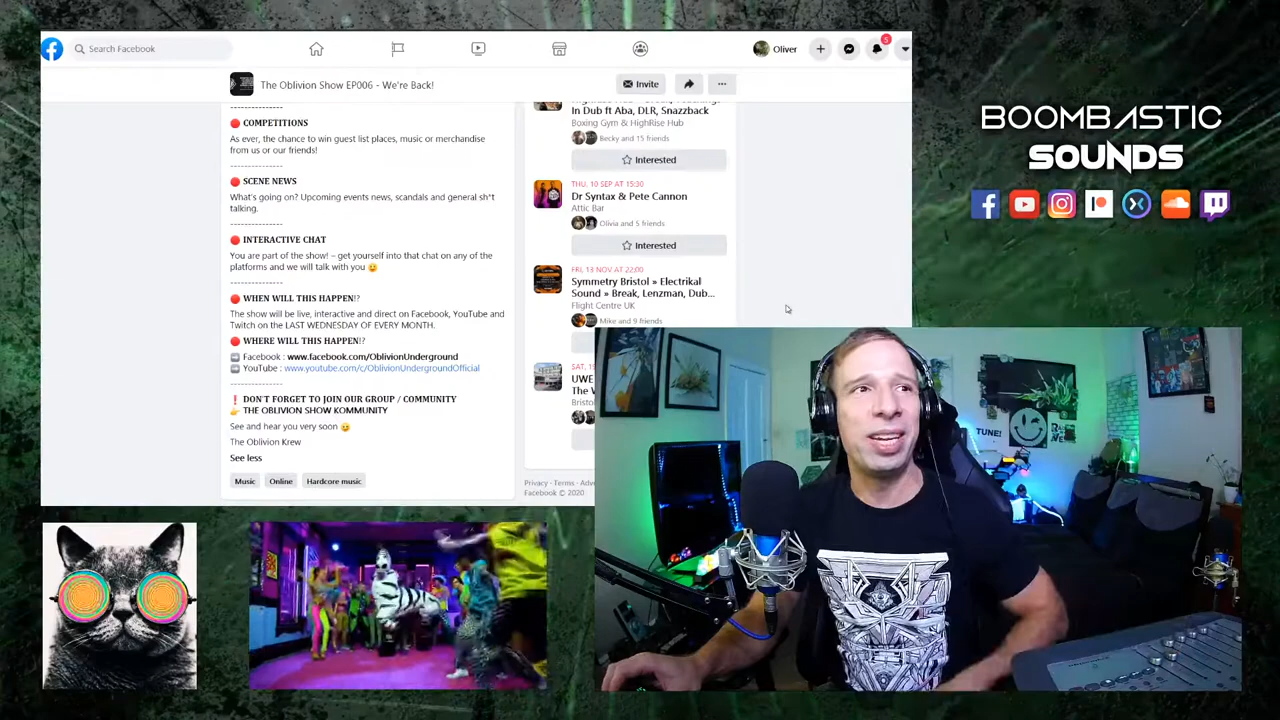 Search Facebook
Oliver
5
The Oblivion Show EP006 - We're Back!
Invite
---------------
🔴 COMPETITIONS
As ever, the chance to win guest list places, music or merchandise
from us or our friends!
---------------
🔴 SCENE NEWS
What's going on? Upcoming events news, scandals and general sh*t
talking.
---------------
🔴 INTERACTIVE CHAT
You are part of the show! – get yourself into that chat on any of the
platforms and we will talk with you 😉
---------------
🔴 WHEN WILL THIS HAPPEN!?
The show will be live, interactive and direct on Facebook, YouTube and
Twitch on the LAST WEDNESDAY OF EVERY MONTH.
🔴 WHERE WILL THIS HAPPEN!?
➡ Facebook : www.facebook.com/OblivionUnderground
➡ YouTube : www.youtube.com/c/OblivionUndergroundOfficial
---------------
❗ DON'T FORGET TO JOIN OUR GROUP / COMMUNITY
👉 THE OBLIVION SHOW KOMMUNITY
See and hear you very soon 😉
The Oblivion Krew
See less
Music
Online
Hardcore music
In Dub ft Aba, DLR, Snazzback
Boxing Gym & HighRise Hub
Becky and 15 friends
Interested
THU, 10 SEP AT 15:30
Dr Syntax & Pete Cannon
Attic Bar
Olivia and 5 friends
Interested
FRI, 13 NOV AT 22:00
Symmetry Bristol » Electrikal
Sound » Break, Lenzman, Dub...
Flight Centre UK
Mike and 9 friends
SAT, 1
UWE
The
Bristo
Privacy · Terms · Adve
Facebook © 2020
BOOMBASTIC
SOUNDS
TUNE!